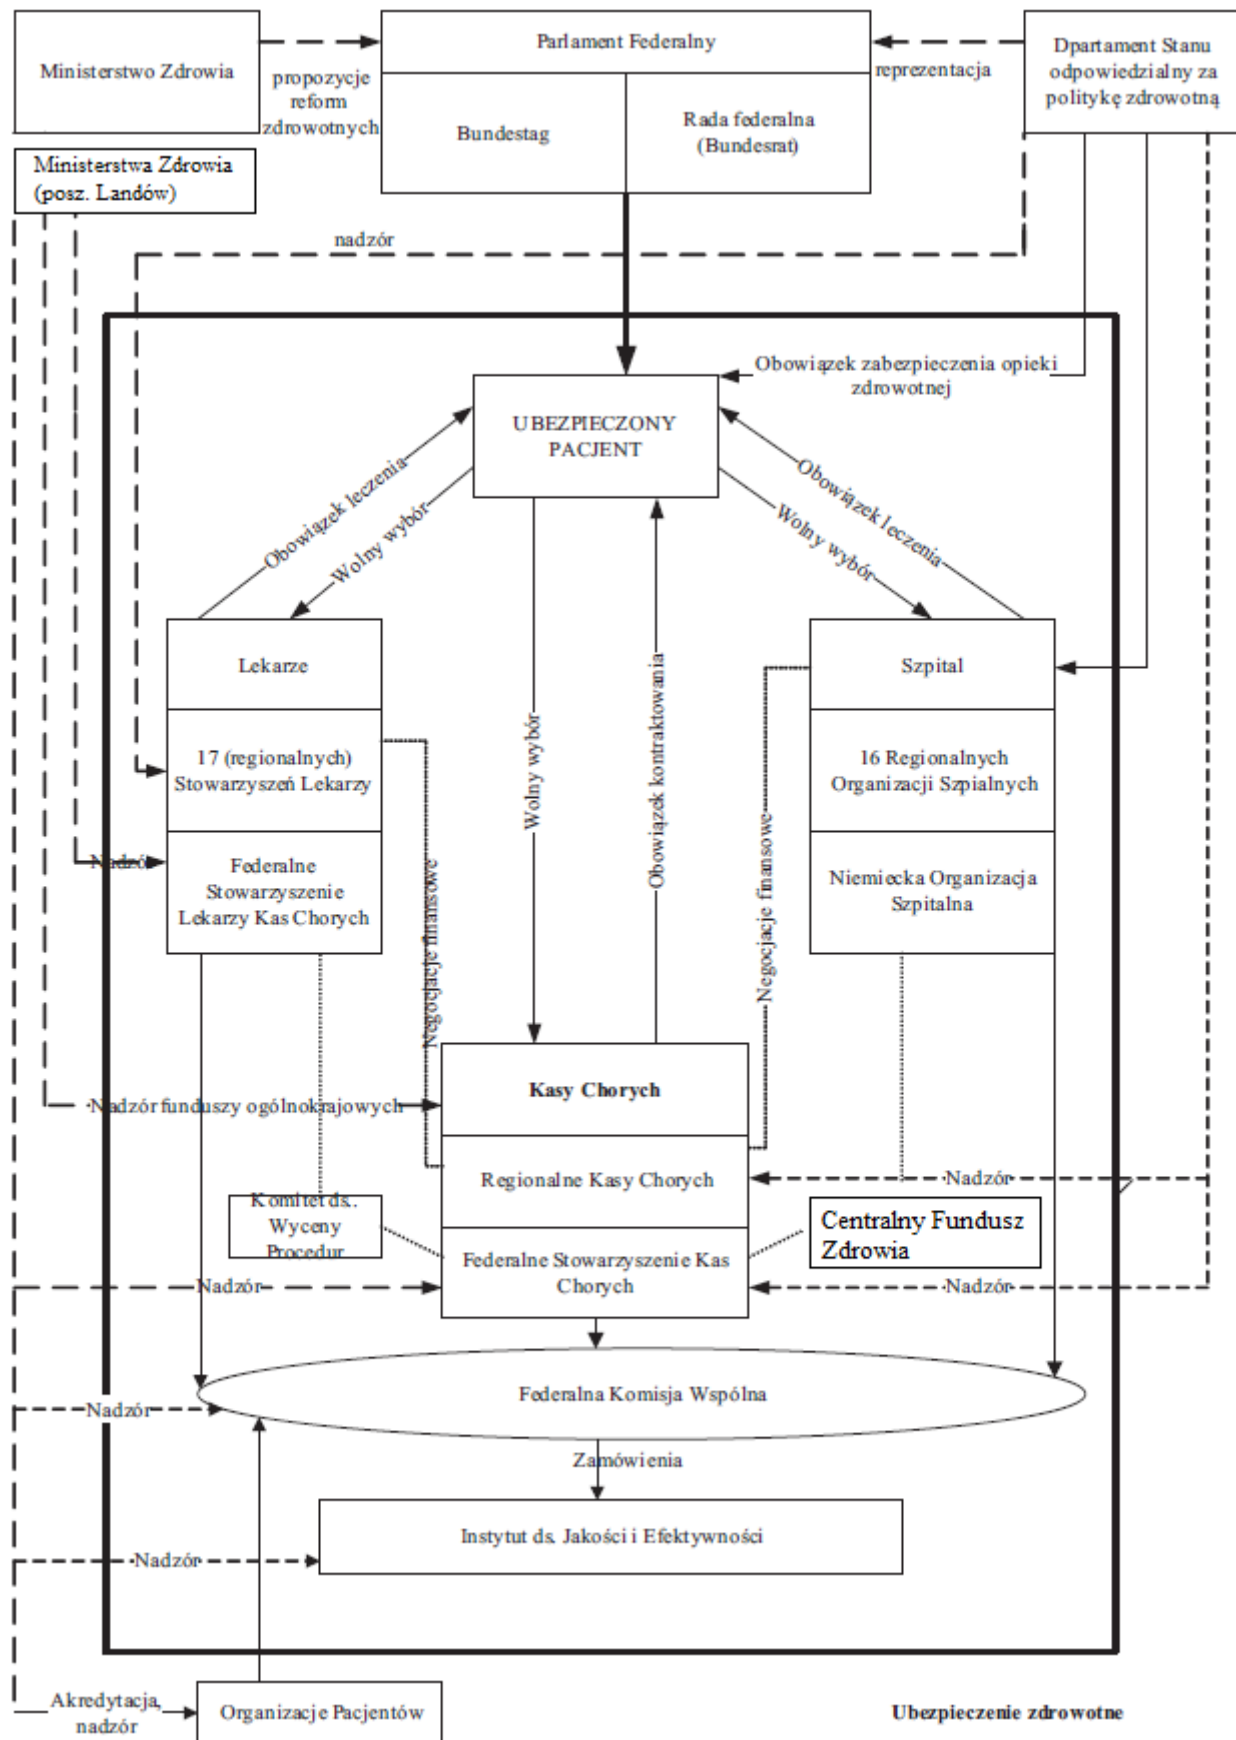 Ministerstwo Zdrowia
propozycje
reform
zdrowotnych
Parlament Federalny
Bundestag
Rada federalna
(Bundesrat)
reprezentacja
Dpartament Stanu
odpowiedzialny za
politykę zdrowotną
Ministerstwa Zdrowia
(posz. Landów)
nadzór
Obowiązek zabezpieczenia opieki
zdrowotnej
UBEZPIECZONY
PACJENT
Obowiązek leczenia
Wolny wybór
Wolny wybór
Obowiązek leczenia
Lekarze
17 (regionalnych)
Stowarzyszeń Lekarzy
Federalne
Stowarzyszenie
Lekarzy Kas Chorych
Nadzór
Wolny wybór
Obowiązek kontraktowania
Szpital
16 Regionalnych
Organizacji Szpialnych
Niemiecka Organizacja
Szpitalna
Negocjacje finansowe
Negocjacje finansowe
Kasy Chorych
Nadzór funduszy ogólnokrajowych
Regionalne Kasy Chorych
Nadzór
Komitet ds..
Wyceny
Procedur
Centralny Fundusz
Zdrowia
Federalne Stowarzyszenie Kas
Chorych
Nadzór
Nadzór
Federalna Komisja Wspólna
Nadzór
Zamówienia
Instytut ds. Jakości i Efektywności
Nadzór
Akredytacja,
nadzór
Organizacje Pacjentów
Ubezpieczenie zdrowotne